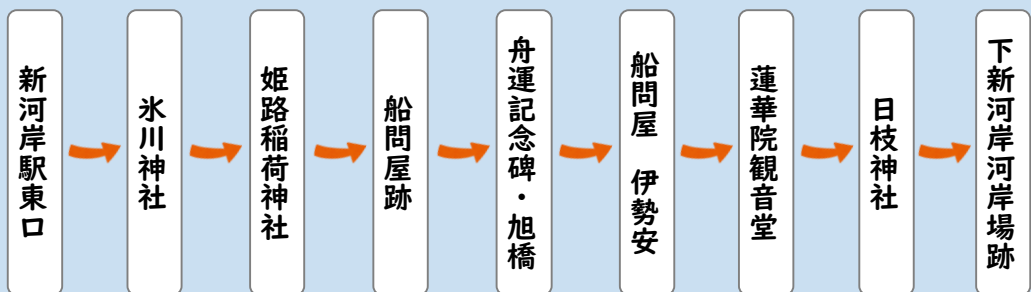 新河岸駅東口
氷川神社
姫路稲荷神社
船問屋跡
舟運記念碑・旭橋
船問屋　伊勢安
蓮華院観音堂
日枝神社
下新河岸河岸場跡